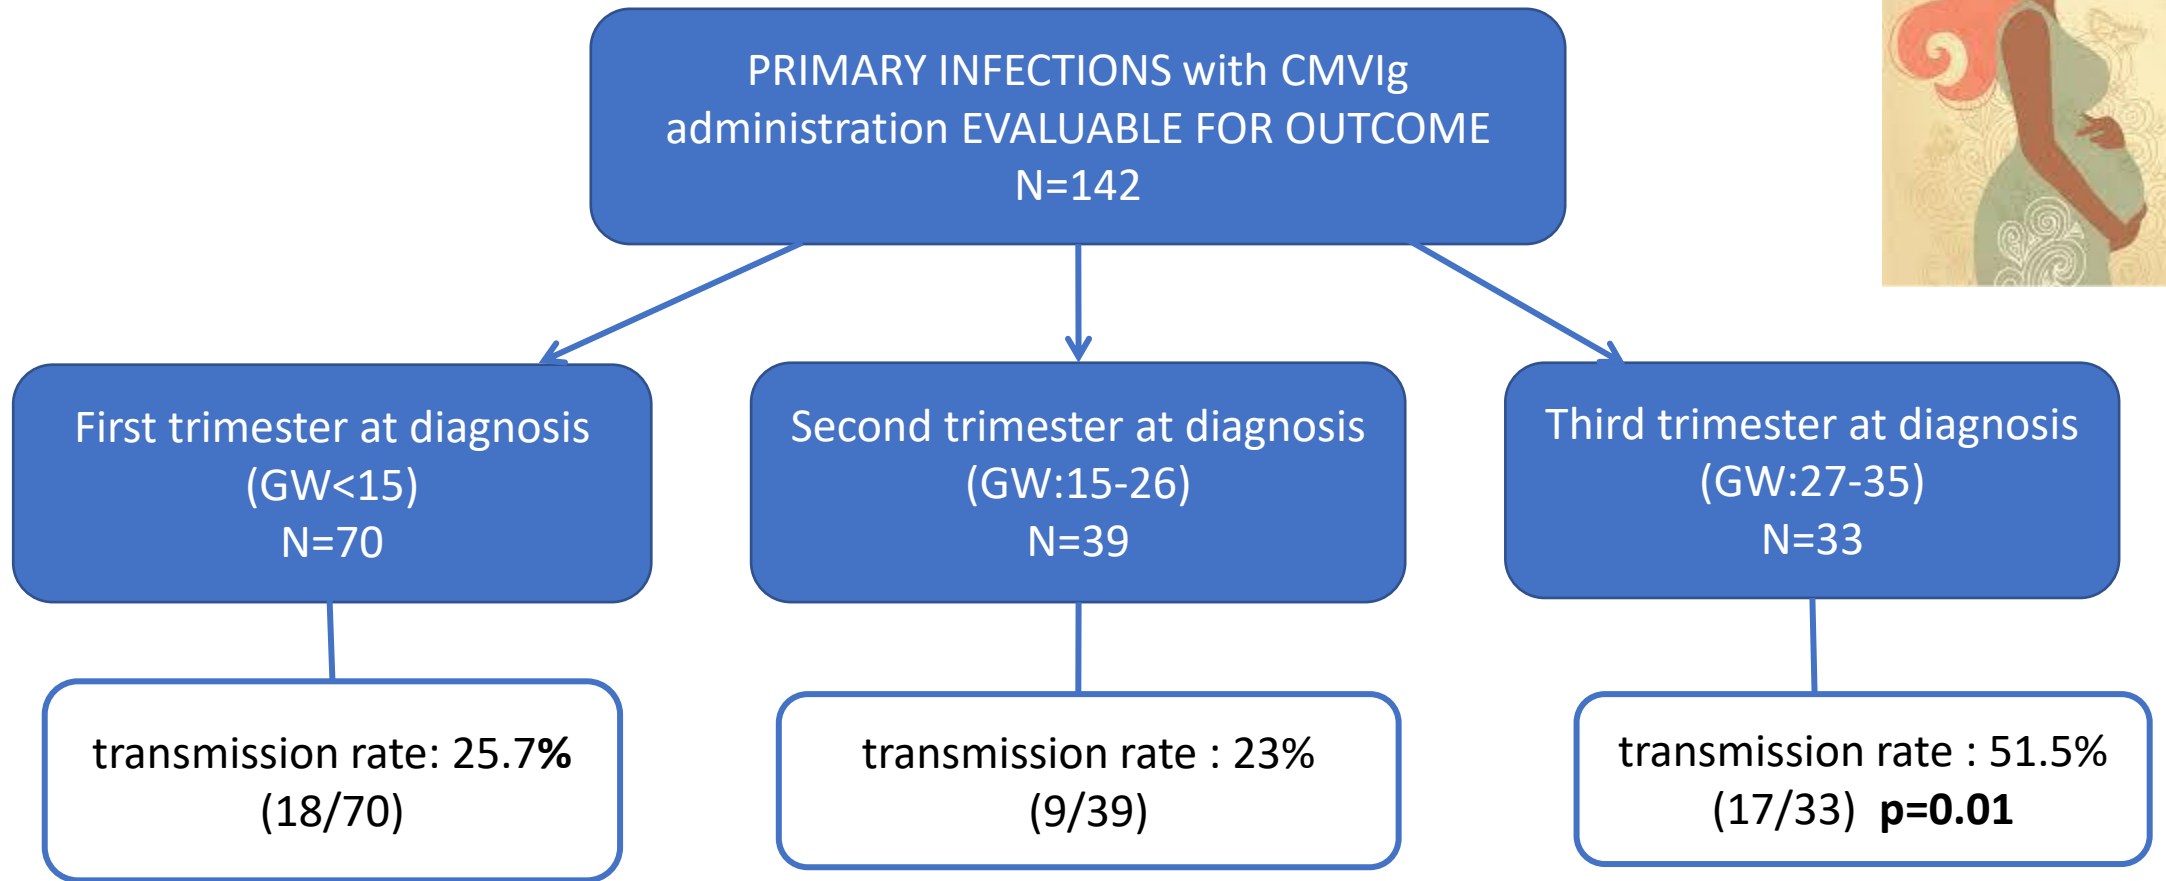 PRIMARY INFECTIONS with CMVIg
administration EVALUABLE FOR OUTCOME
N=142
First trimester at diagnosis
(GW<15)
N=70
Second trimester at diagnosis
(GW:15-26)
N=39
Third trimester at diagnosis
(GW:27-35)
N=33
transmission rate: 25.7%
(18/70)
transmission rate : 23%
(9/39)
transmission rate : 51.5%
(17/33) p=0.01